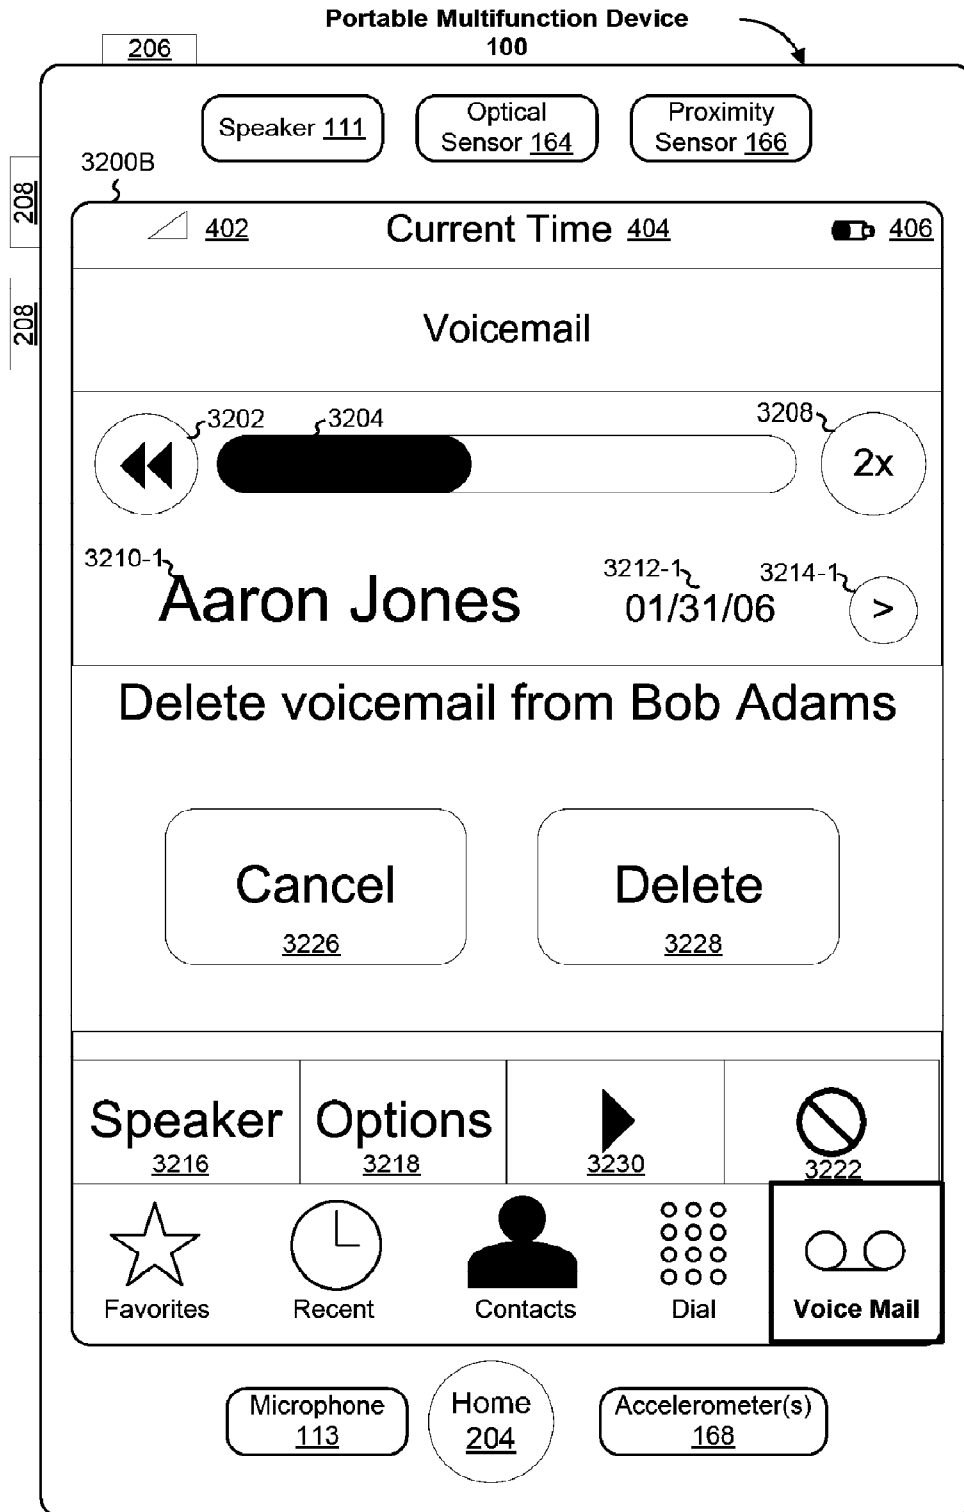 Portable Multifunction Device
100
206
Speaker 111
Optical
Sensor 164
Proximity
Sensor 166
3200B
208
402
Current Time 404
406
208
Voicemail
3202
3204
3208
2x
3210-1
3212-1
3214-1
Aaron Jones
01/31/06
>
Delete voicemail from Bob Adams
Cancel
3226
Delete
3228
Speaker
3216
Options
3218
3230
3222
Favorites
Recent
Contacts
Dial
Voice Mail
Microphone
113
Home
204
Accelerometer(s)
168